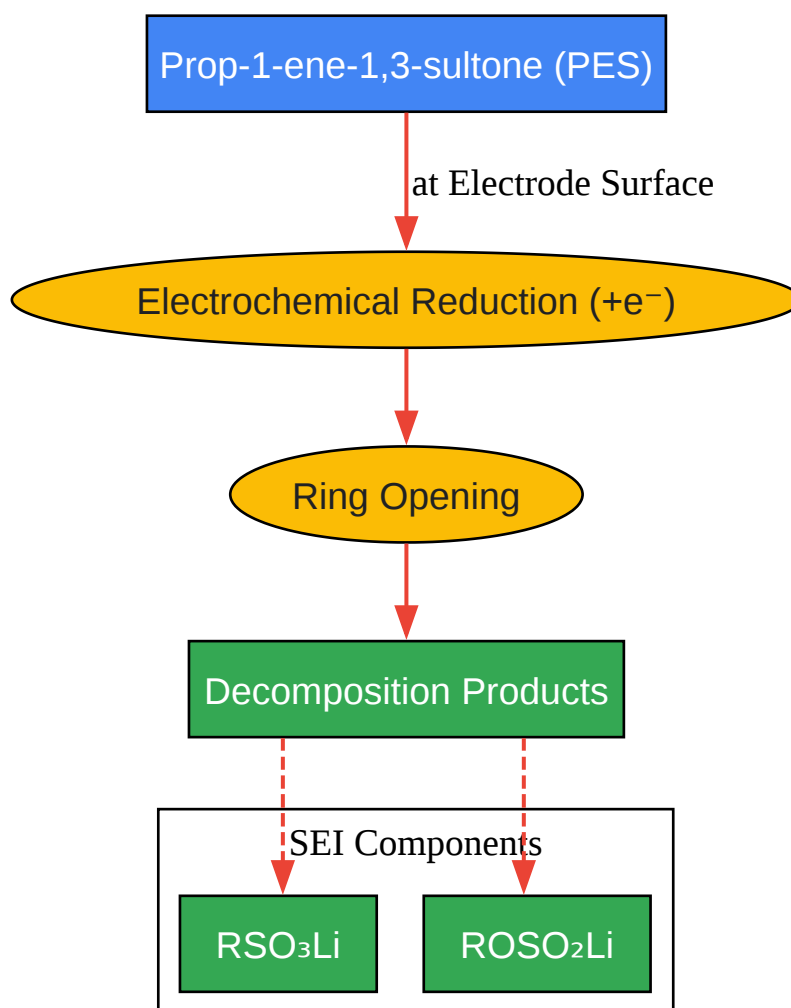 Prop-1-ene-1,3-sultone (PES)
at Electrode Surface
Electrochemical Reduction (+e⁻)
Ring Opening
Decomposition Products
SEI Components
RSO₃Li
ROSO₂Li